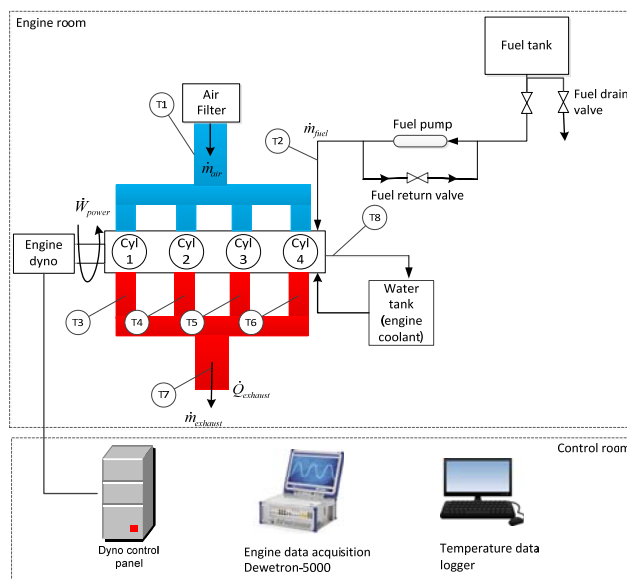 Engine room
Fuel tank
Air
Filter
T1
Fuel drain
valve
Fuel pump
ṁfuel
T2
ṁair
Fuel return valve
Ẇpower
T8
Engine
dyno
Cyl
1
Cyl
2
Cyl
3
Cyl
4
Water
tank
(engine
coolant)
T3
T4
T5
T6
T7
Q̇exhaust
ṁexhaust
Control room
Dyno control
panel
Engine data acquisition
Dewetron-5000
Temperature data
logger